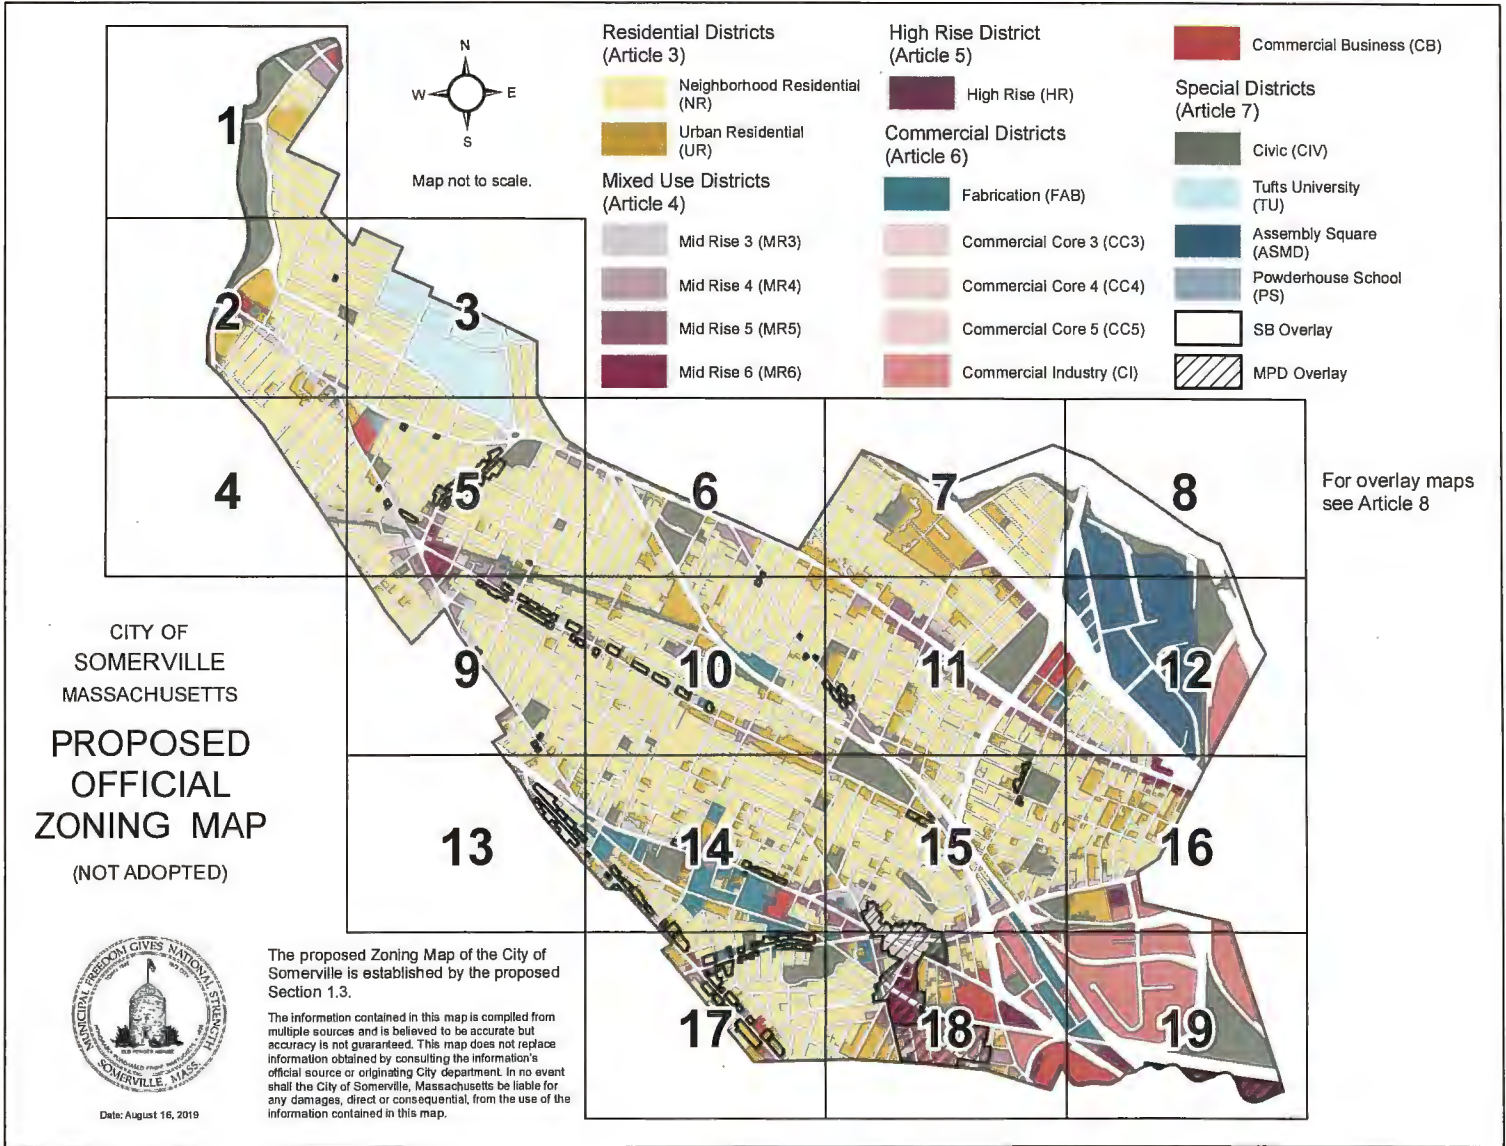 N
W E
S
Map not to scale.
Residential Districts
(Article 3)
Neighborhood Residential
(NR)
Urban Residential
(UR)
Mixed Use Districts
(Article 4)
Mid Rise 3 (MR3)
Mid Rise 4 (MR4)
Mid Rise 5 (MR5)
Mid Rise 6 (MR6)
High Rise District
(Article 5)
High Rise (HR)
Commercial Districts
(Article 6)
Fabrication (FAB)
Commercial Core 3 (CC3)
Commercial Core 4 (CC4)
Commercial Core 5 (CC5)
Commercial Industry (CI)
Commercial Business (CB)
Special Districts
(Article 7)
Civic (CIV)
Tufts University
(TU)
Assembly Square
(ASMD)
Powderhouse School
(PS)
SB Overlay
MPD Overlay
1
2
3
4
5
6
7
8
For overlay maps
see Article 8
9
10
11
12
13
14
15
16
17
18
19
CITY OF
SOMERVILLE
MASSACHUSETTS
PROPOSED
OFFICIAL
ZONING MAP
(NOT ADOPTED)
MUNICIPAL FREEDOM GIVES NATIONAL STRENGTH
SOMERVILLE, MASS.
Date: August 16, 2019
The proposed Zoning Map of the City of
Somerville is established by the proposed
Section 1.3.
The information contained in this map is compiled from
multiple sources and is believed to be accurate but
accuracy is not guaranteed. This map does not replace
information obtained by consulting the information's
official source or originating City department. In no event
shall the City of Somerville, Massachusetts be liable for
any damages, direct or consequential, from the use of the
information contained in this map.